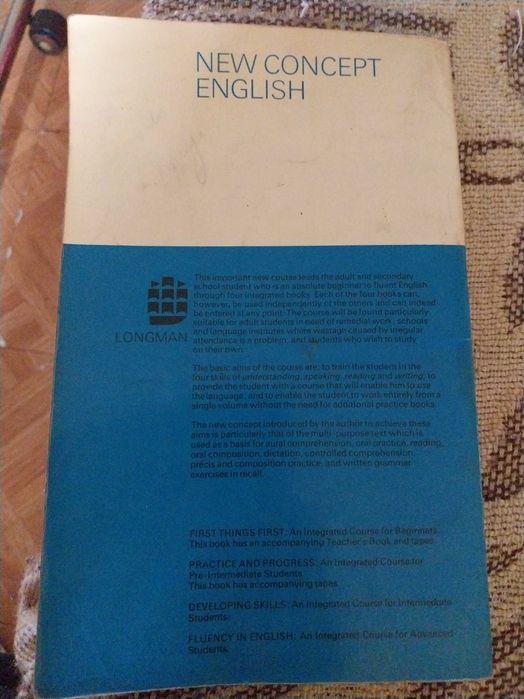 NEW CONCEPT
ENGLISH
LONGMAN
This important new course leads the adult and secondary
school student who is an absolute beginner to fluent English
through four integrated books. Each of the four books can,
however, be used independently of the others and can indeed
be entered at any point. The course will be found particularly
suitable for adult students in need of remedial work, schools
and language institutes where wastage caused by irregular
attendance is a problem, and students who wish to study
on their own.
The basic aims of the course are: to train the student in the
four skills of understanding, speaking, reading and writing; to
provide the student with a course that will enable him to use
the language; and to enable the student to work entirely from a
single volume without the need for additional practice books.
The new concept introduced by the author to achieve these
aims is particularly that of the multi-purpose text which is
used as a basis for aural comprehension, oral practice, reading,
oral composition, dictation, controlled comprehension,
précis and composition practice, and written grammar
exercises in recall.
FIRST THINGS FIRST: An Integrated Course for Beginners.
This book has an accompanying Teacher's Book and tapes.
PRACTICE AND PROGRESS: An Integrated Course for
Pre-Intermediate Students.
This book has accompanying tapes.
DEVELOPING SKILLS: An Integrated Course for Intermediate
Students.
FLUENCY IN ENGLISH: An Integrated Course for Advanced
Students.